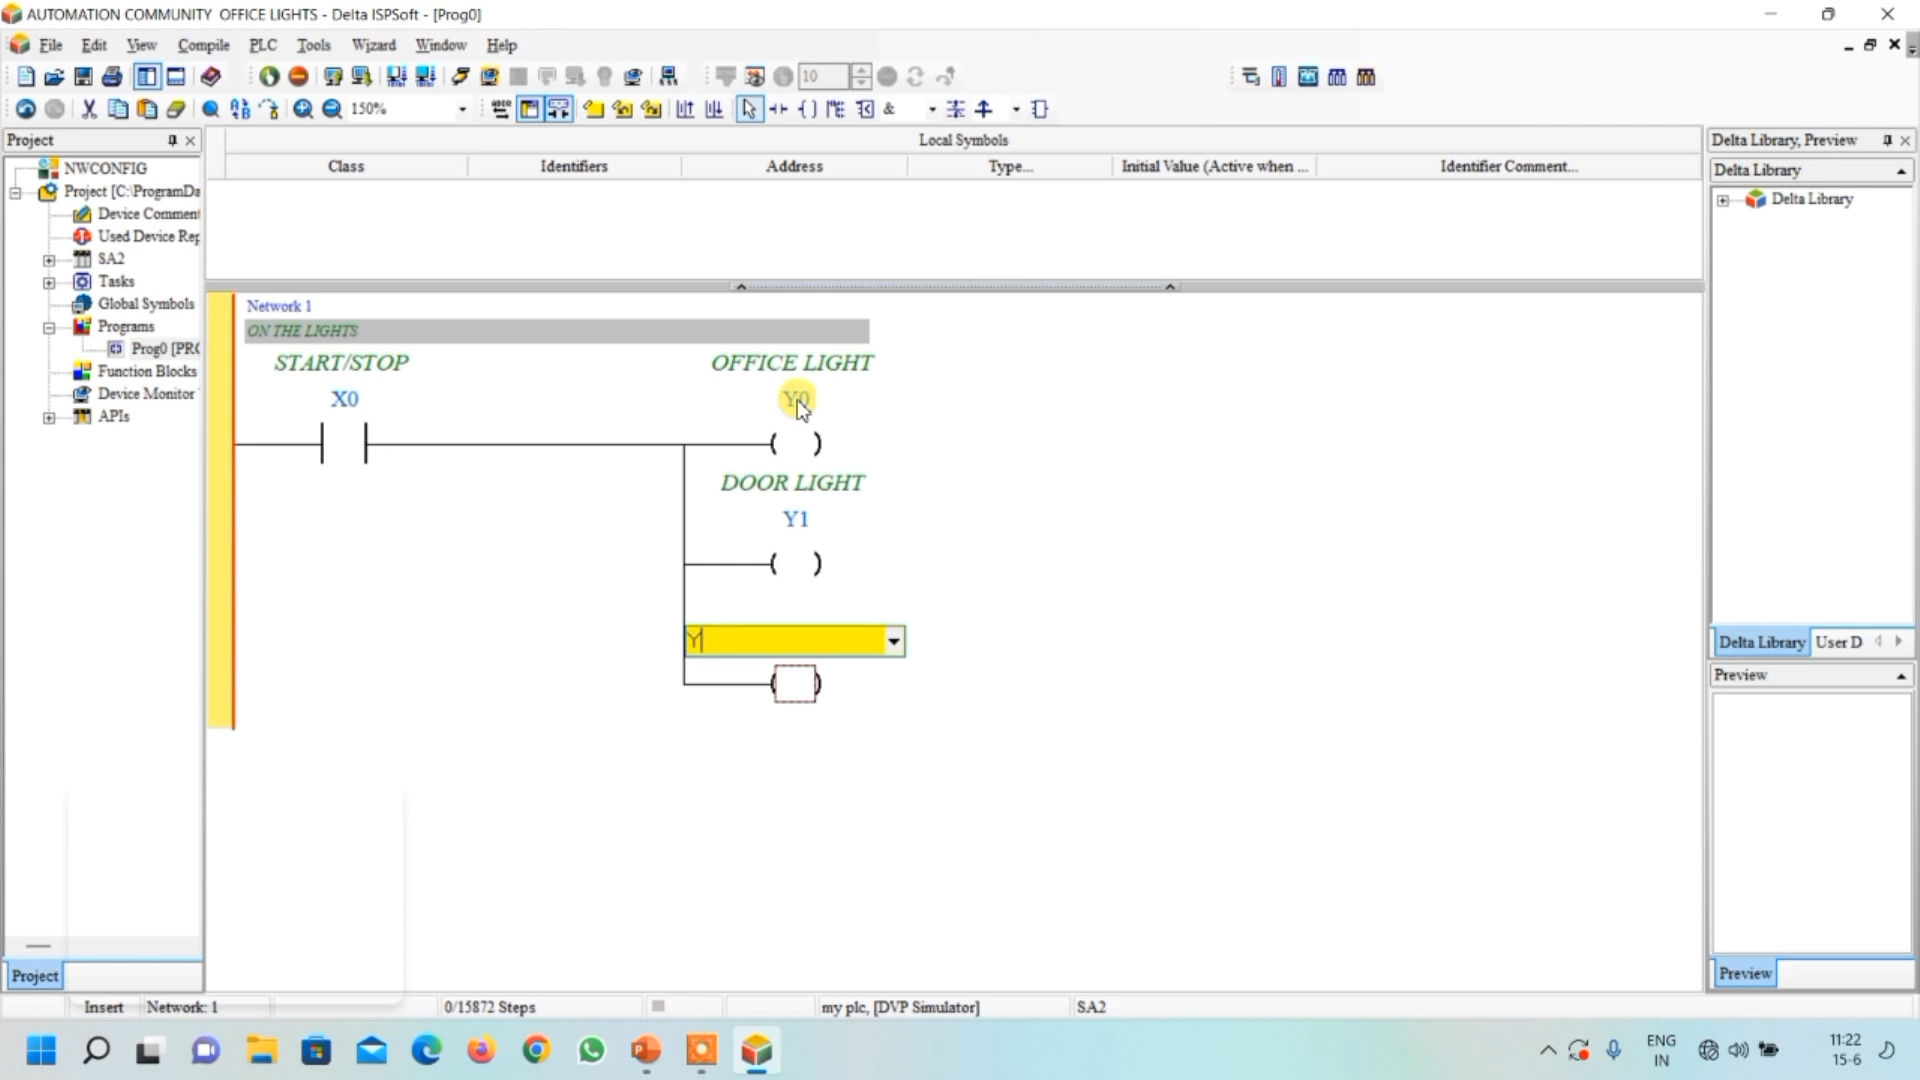 AUTOMATION COMMUNITY OFFICE LIGHTS - Delta ISPSoft - [Prog0]
File Edit View Compile PLC Tools Wizard Window Help
10
150%
&
Project
NWCONFIG
Project [C:\ProgramDa
Device Commen
Used Device Rep
SA2
Tasks
Global Symbols
Programs
Prog0 [PRO
Function Blocks
Device Monitor
APIs
Project
Local Symbols
Class Identifiers Address Type... Initial Value (Active when ... Identifier Comment...
Network 1
ON THE LIGHTS
START/STOP
X0
OFFICE LIGHT
Y0
DOOR LIGHT
Y1
Y
Delta Library, Preview
Delta Library
Delta Library
Delta Library User D
Preview
Preview
Insert Network: 1 0/15872 Steps my plc, [DVP Simulator] SA2
ENG
IN
11:22
15-6